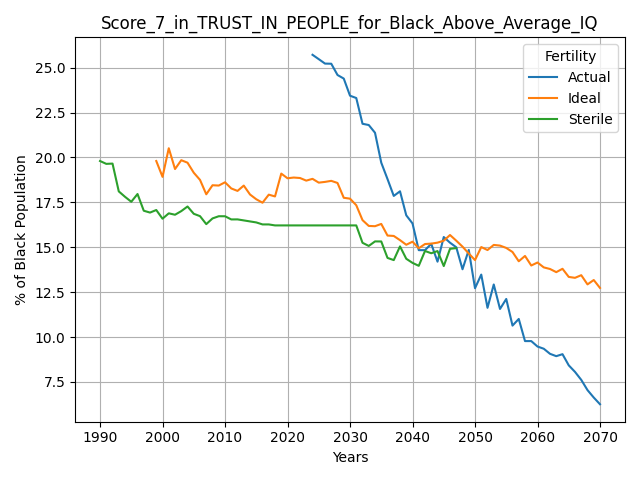 Score_7_in_TRUST_IN_PEOPLE_for_Black_Above_Average_IQ
Fertility
Actual
Ideal
Sterile
% of Black Population
25.0
22.5
20.0
17.5
15.0
12.5
10.0
7.5
1990 2000 2010 2020 2030 2040 2050 2060 2070
Years